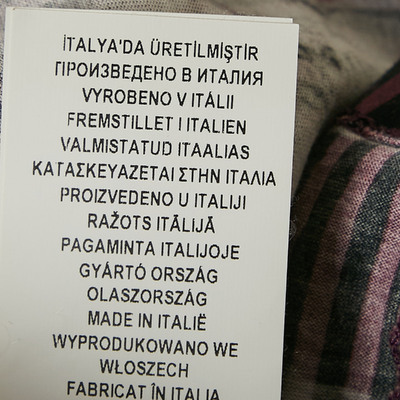 İTALYA'DA ÜRETİLMİŞTİR
ПРОИЗВЕДЕНО В ИТАЛИЯ
VYROBENO V ITÁLII
FREMSTILLET I ITALIEN
VALMISTATUD ITAALIAS
ΚΑΤΑΣΚΕΥΑΖΕΤΑΙ ΣΤΗΝ ΙΤΑΛΙΑ
PROIZVEDENO U ITALIJI
RAŽOTS ITĀLIJĀ
PAGAMINTA ITALIJOJE
GYÁRTÓ ORSZÁG
OLASZORSZÁG
MADE IN ITALIË
WYPRODUKOWANO WE
WŁOSZECH
FABRICAT ÎN ITALIA